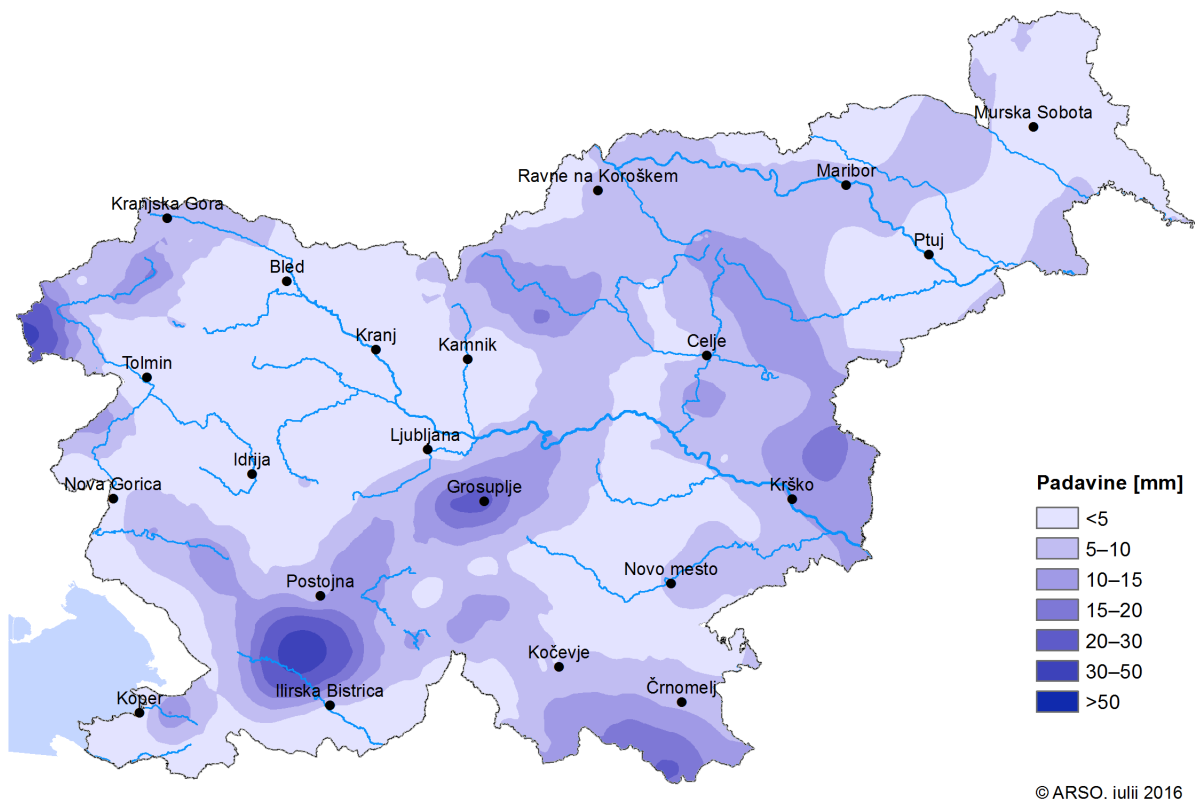 Murska Sobota
Ravne na Koroškem
Maribor
Kranjska Gora
Ptuj
Bled
Kranj
Kamnik
Celje
Tolmin
Ljubljana
Idrija
Nova Gorica
Grosuplje
Krško
Postojna
Novo mesto
Kočevje
Koper
Ilirska Bistrica
Črnomelj
Padavine [mm]
<5
5–10
10–15
15–20
20–30
30–50
>50
© ARSO. iulii 2016